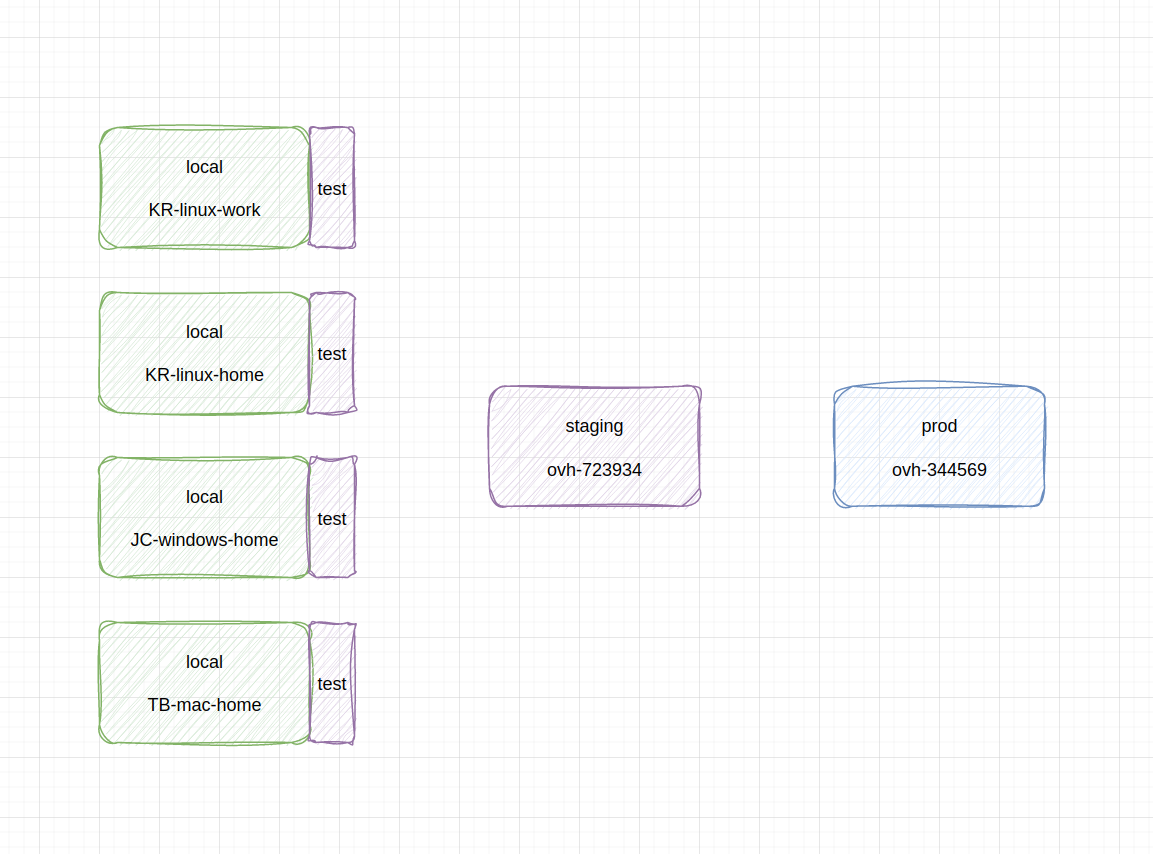 local
KR-linux-work
test
local
KR-linux-home
test
local
JC-windows-home
test
local
TB-mac-home
test
staging
ovh-723934
prod
ovh-344569